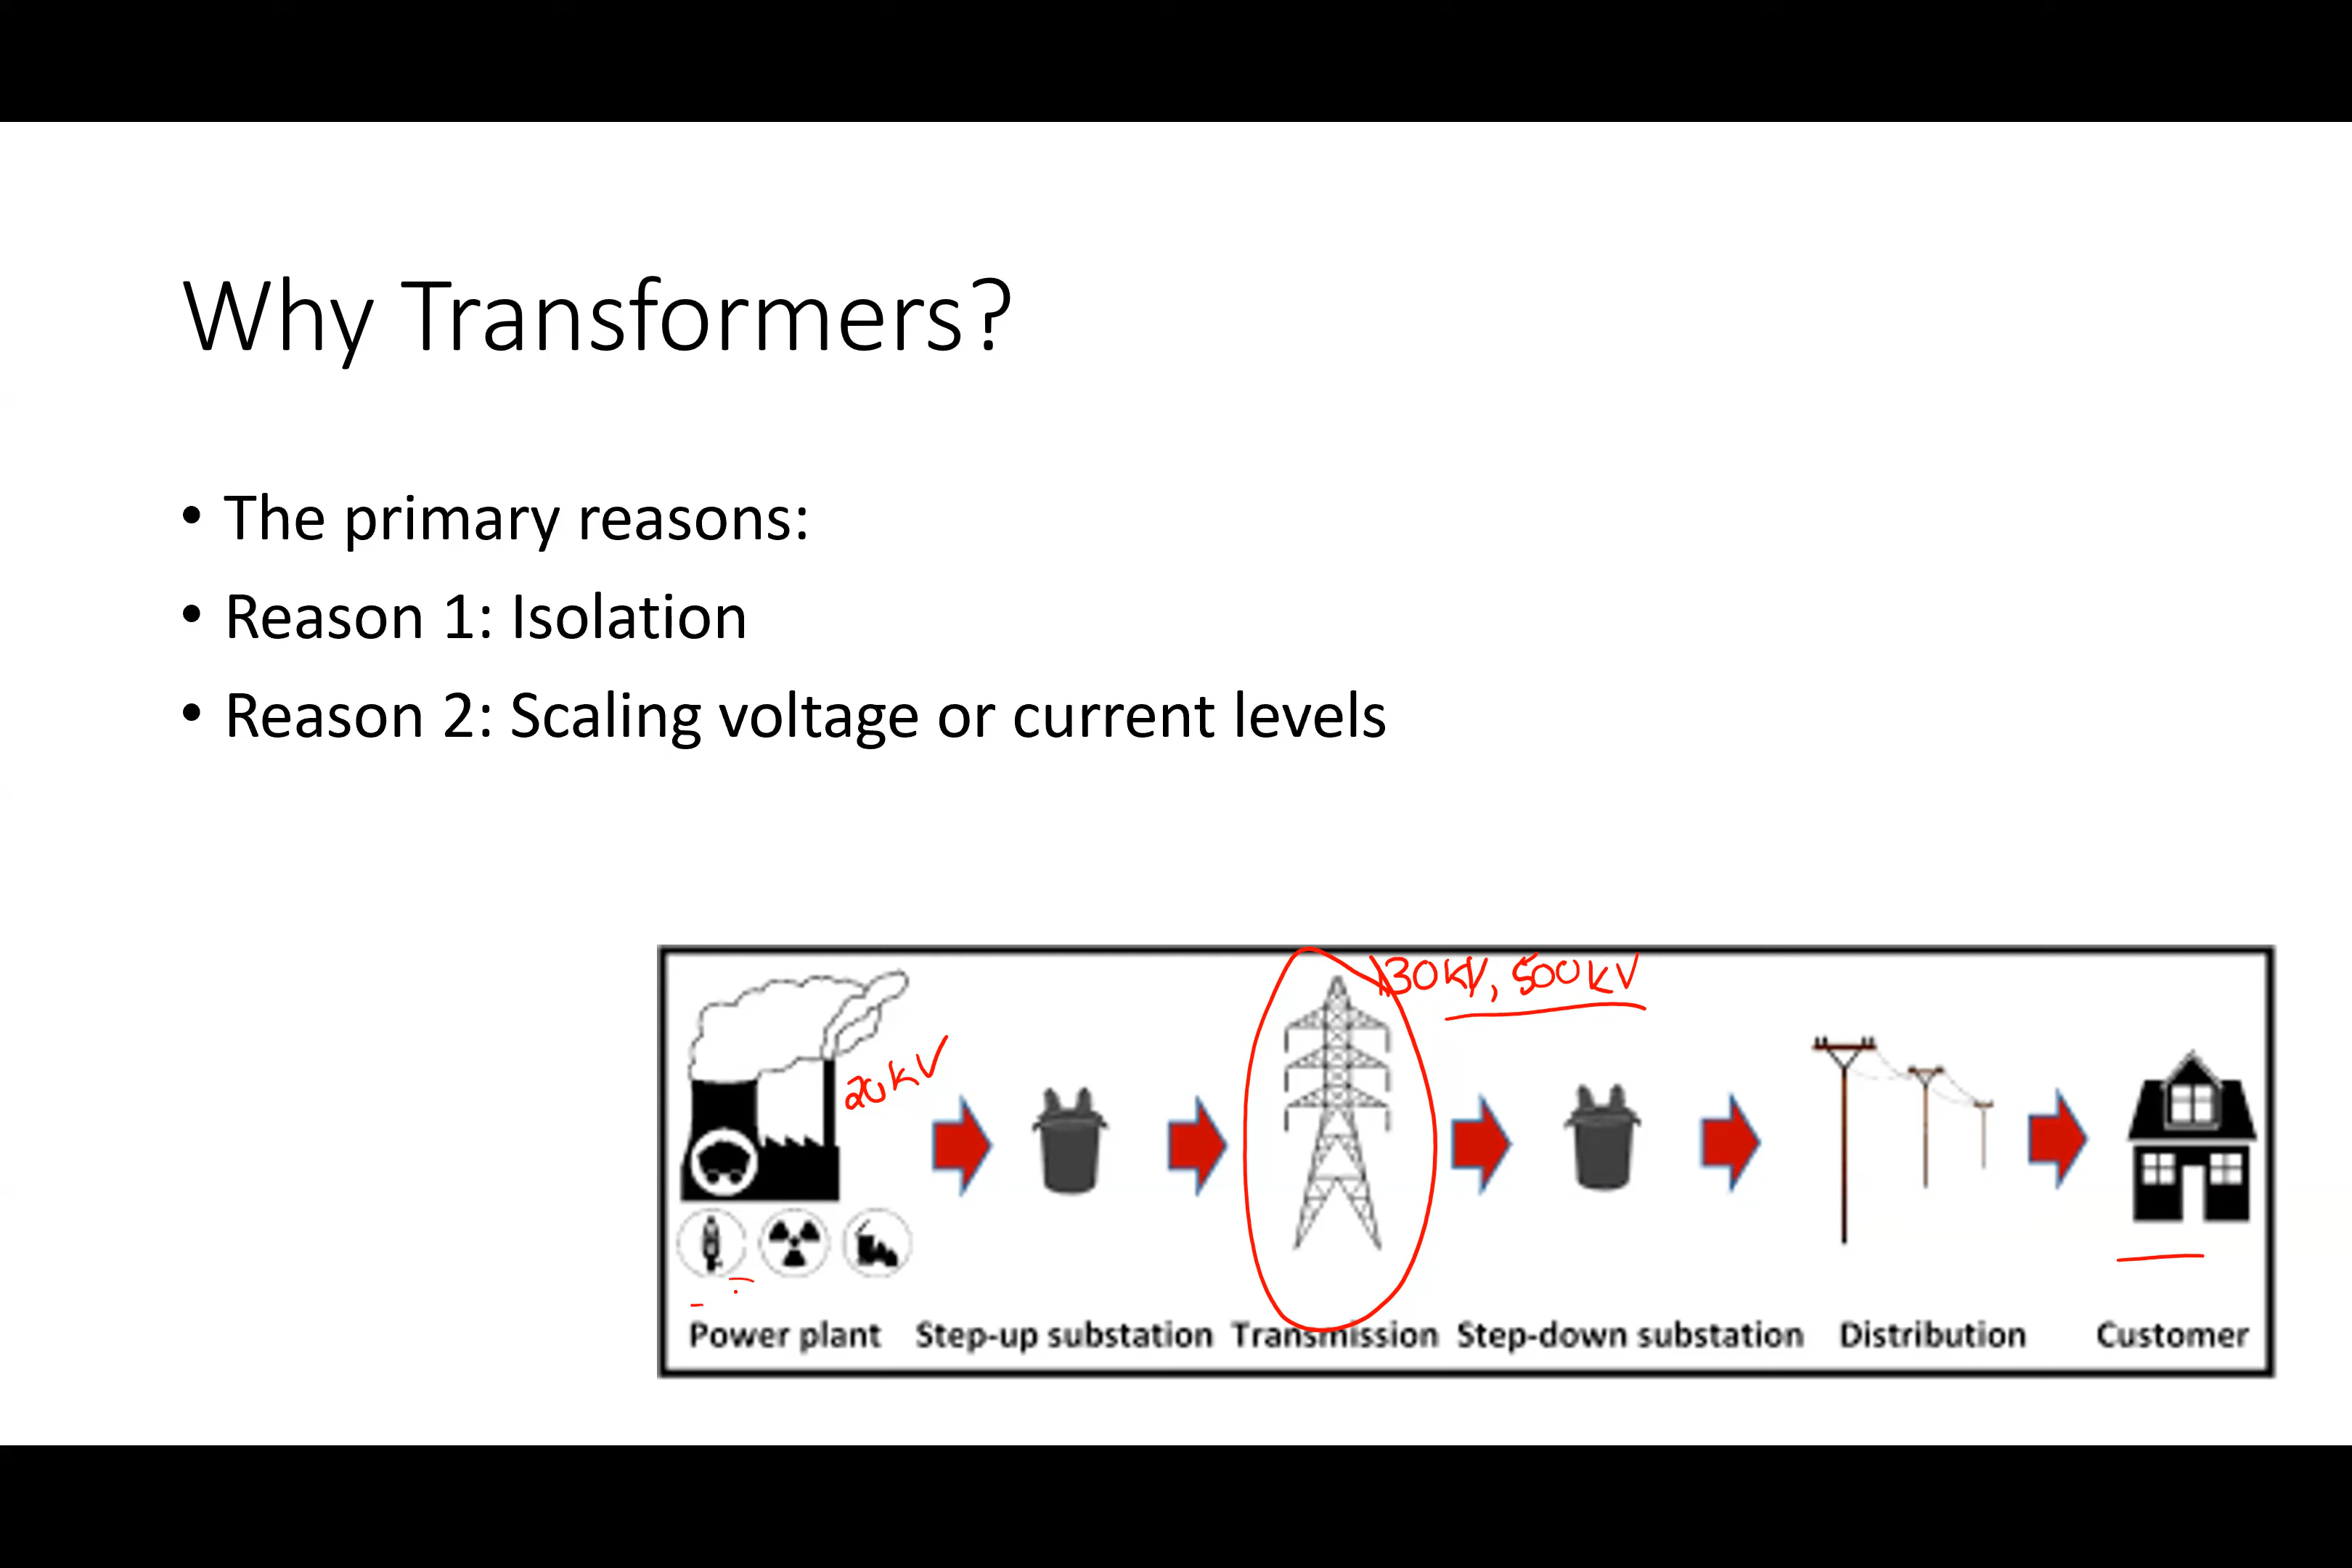 Why Transformers?
• The primary reasons:
• Reason 1: Isolation
• Reason 2: Scaling voltage or current levels
500kV
20kV
Power plant Step-up substation Transmission Step-down substation Distribution Customer